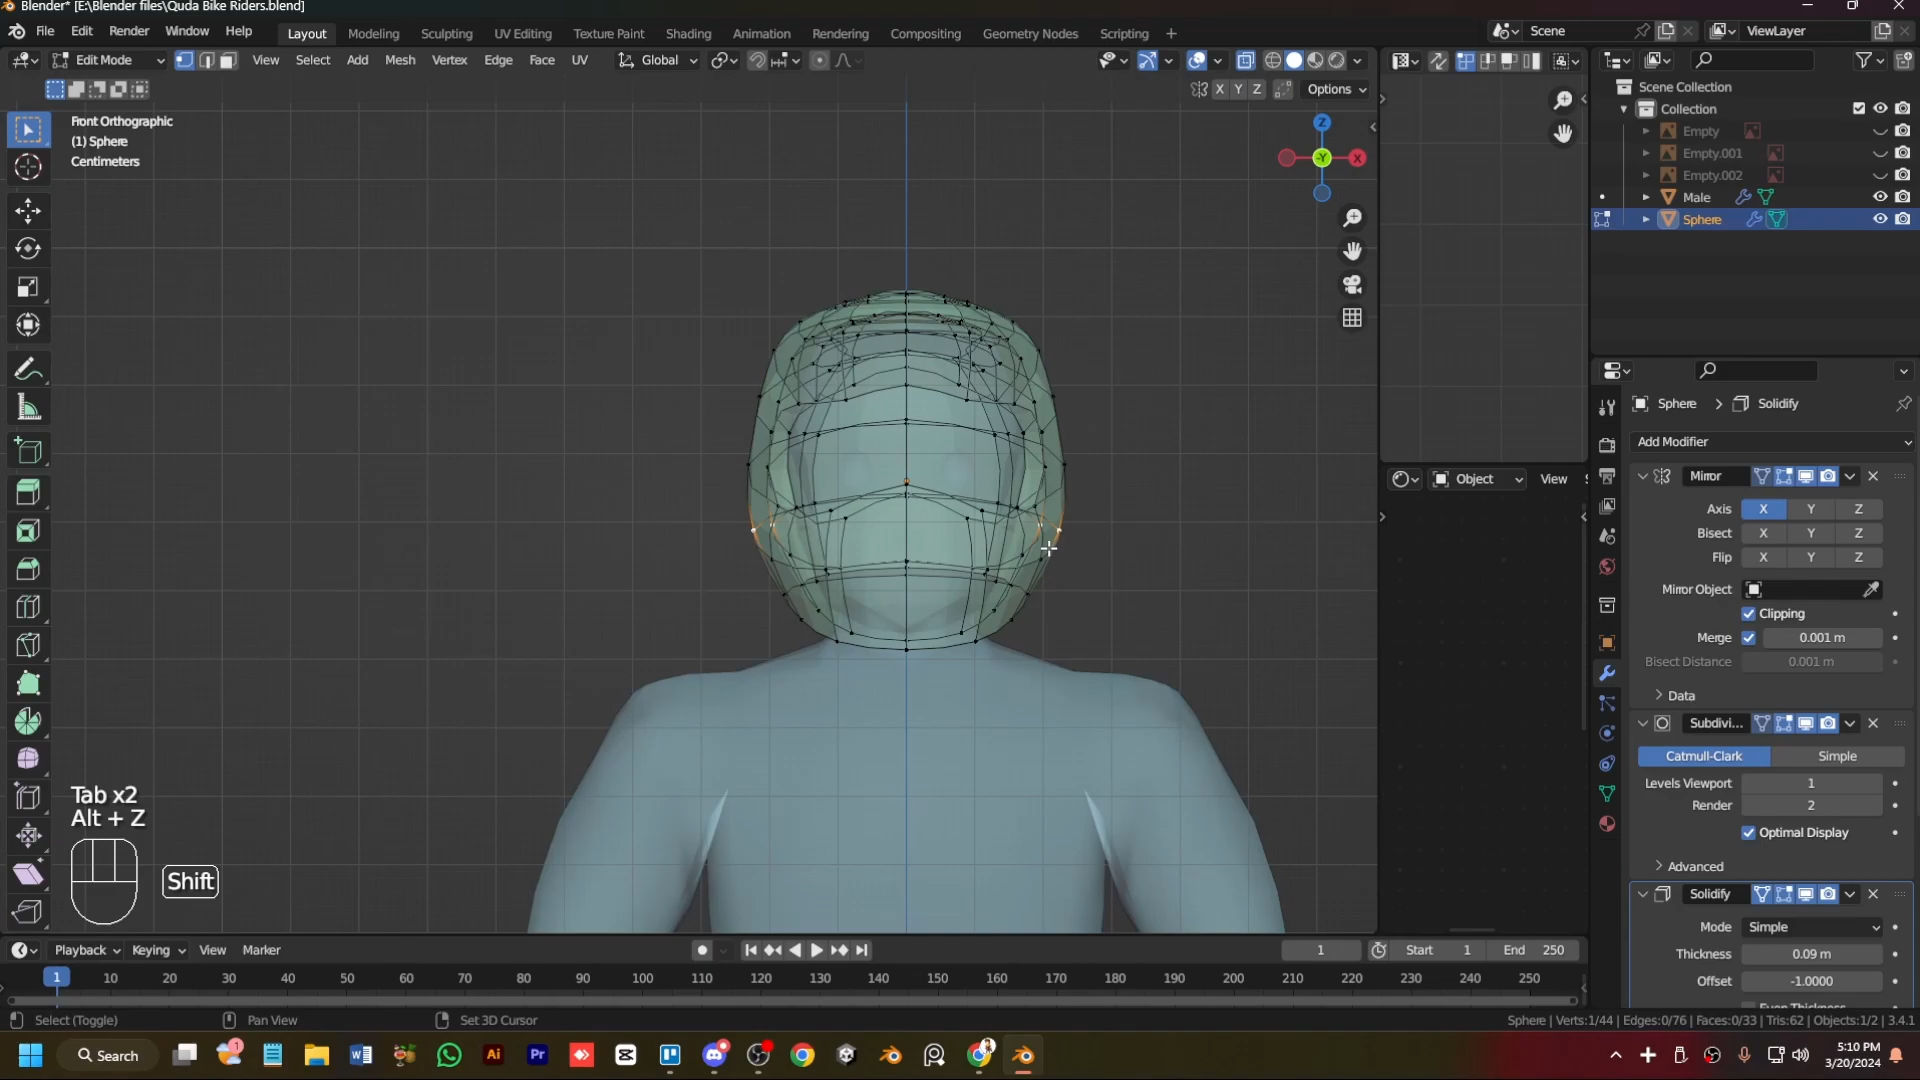 Blender* [E:\Blender files\Quda Bike Riders.blend]
File Edit Render Window Help Layout Modeling Sculpting UV Editing Texture Paint Shading Animation Rendering Compositing Geometry Nodes Scripting + Scene ViewLayer
Edit Mode View Select Add Mesh Vertex Edge Face UV Global
X Y Z Options
Front Orthographic
(1) Sphere
Centimeters
Z
-Y
X
Scene Collection
Collection
Empty
Empty.001
Empty.002
Male
Sphere
Sphere > Solidify
Add Modifier
Mirror
Axis X Y Z
Bisect X Y Z
Flip X Y Z
Mirror Object
Clipping
Merge 0.001 m
Bisect Distance 0.001 m
Data
Subdivi...
Catmull-Clark Simple
Levels Viewport 1
Render 2
Optimal Display
Advanced
Solidify
Mode Simple
Thickness 0.09 m
Offset -1.0000
Even Thickness
Object View
Tab x2
Alt + Z
Shift
Playback Keying View Marker 1 Start 1 End 250
1 10 20 30 40 50 60 70 80 90 100 110 120 130 140 150 160 170 180 190 200 210 220 230 240 250
Select (Toggle) Pan View Set 3D Cursor Sphere | Verts:1/44 | Edges:0/76 | Faces:0/33 | Tris:62 | Objects:1/2 | 3.4.1
Search
1
Ai
Pr
5:10 PM
3/20/2024